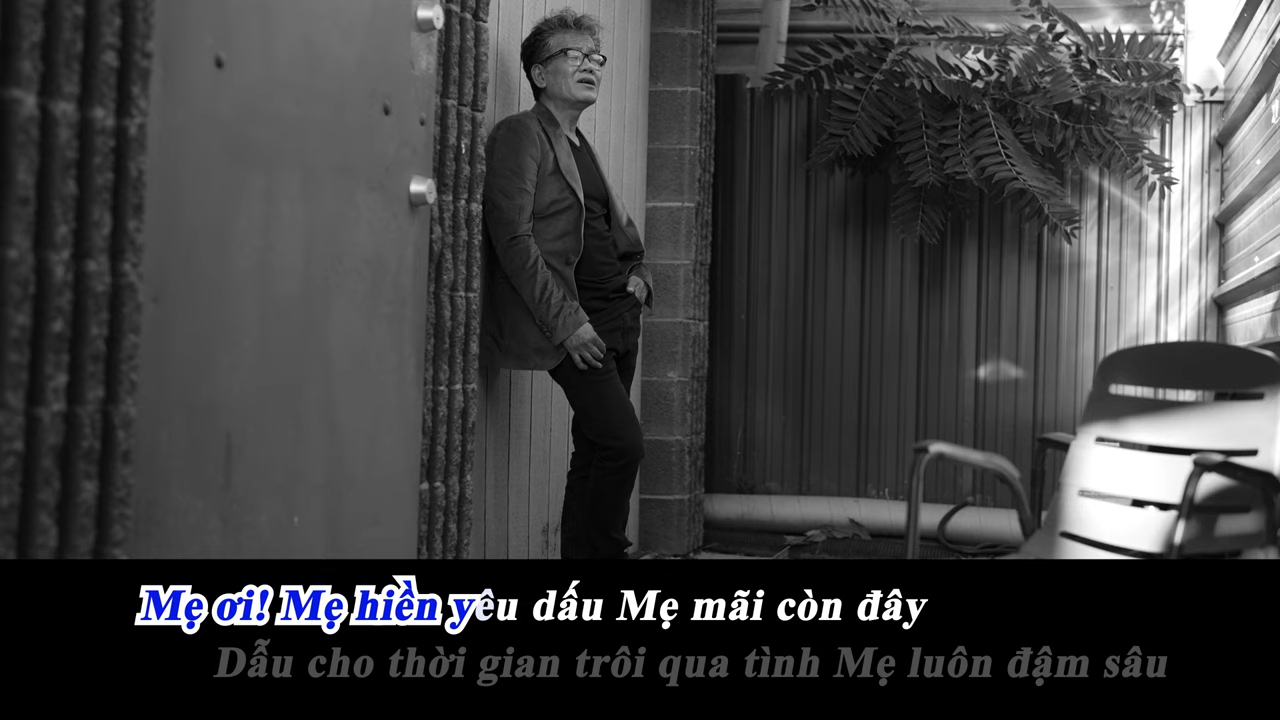 Mẹ ơi! Mẹ hiền yêu dấu Mẹ mãi còn đây
Dẫu cho thời gian trôi qua tình Mẹ luôn đậm sâu